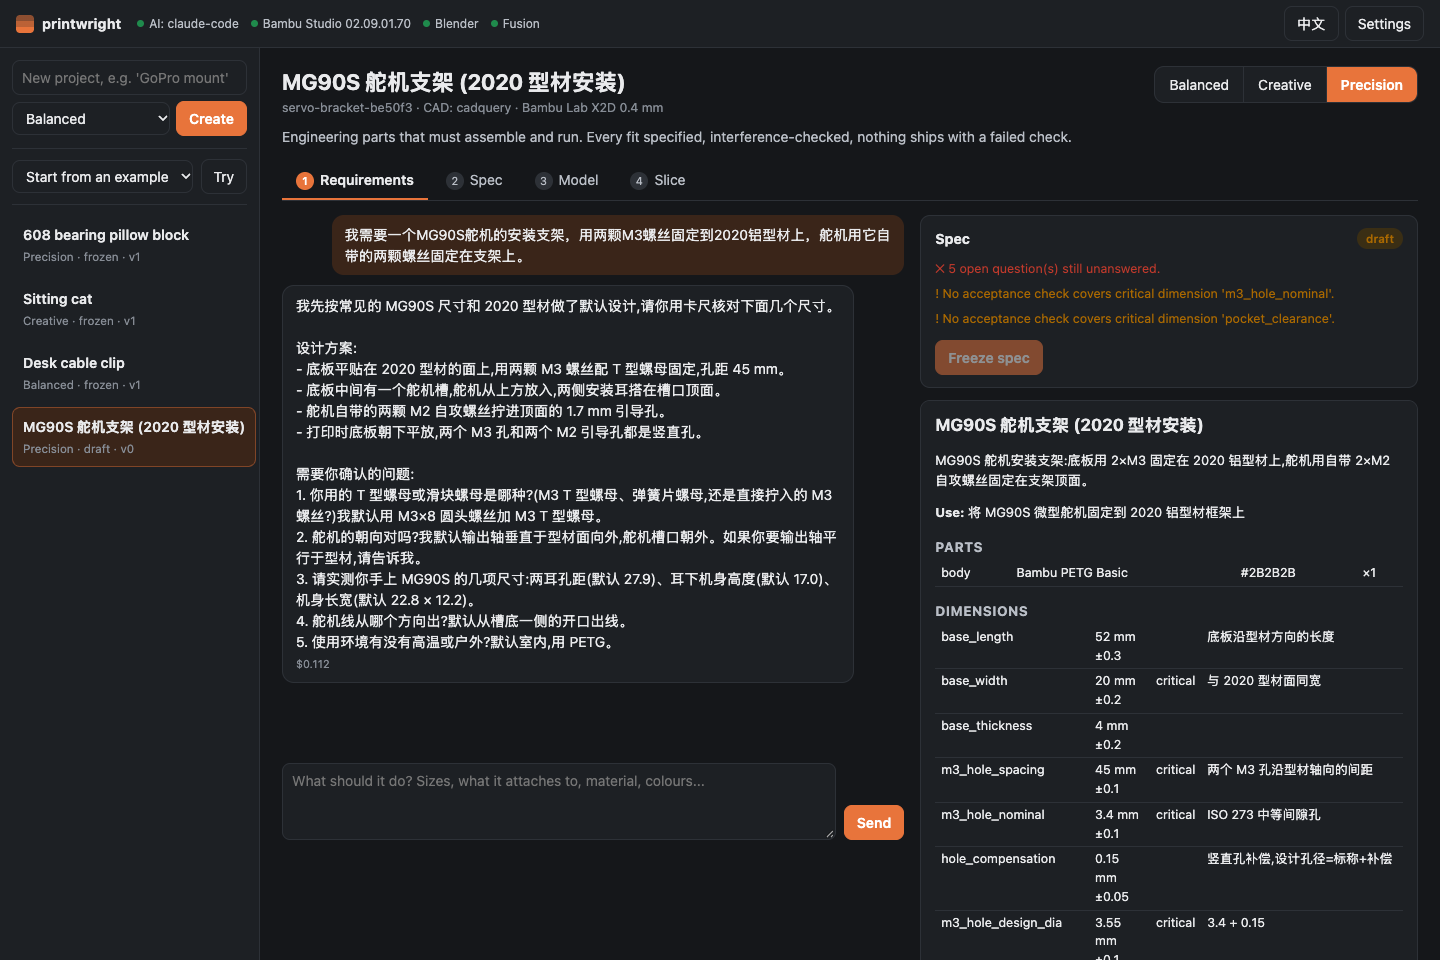 printwright
AI: claude-code
Bambu Studio 02.09.01.70
Blender
Fusion
中文
Settings
New project, e.g. 'GoPro mount'
Balanced
Create
Start from an example
Try
608 bearing pillow block
Precision · frozen · v1
Sitting cat
Creative · frozen · v1
Desk cable clip
Balanced · frozen · v1
MG90S 舵机支架 (2020 型材安装)
Precision · draft · v0
MG90S 舵机支架 (2020 型材安装)
servo-bracket-be50f3 · CAD: cadquery · Bambu Lab X2D 0.4 mm
Engineering parts that must assemble and run. Every fit specified, interference-checked, nothing ships with a failed check.
Balanced
Creative
Precision
1 Requirements
2 Spec
3 Model
4 Slice
我需要一个MG90S舵机的安装支架，用两颗M3螺丝固定到2020铝型材上，舵机用它自
带的两颗螺丝固定在支架上。
我先按常见的 MG90S 尺寸和 2020 型材做了默认设计,请你用卡尺核对下面几个尺寸。
设计方案:
- 底板平贴在 2020 型材的面上,用两颗 M3 螺丝配 T 型螺母固定,孔距 45 mm。
- 底板中间有一个舵机槽,舵机从上方放入,两侧安装耳搭在槽口顶面。
- 舵机自带的两颗 M2 自攻螺丝拧进顶面的 1.7 mm 引导孔。
- 打印时底板朝下平放,两个 M3 孔和两个 M2 引导孔都是竖直孔。
需要你确认的问题:
1. 你用的 T 型螺母或滑块螺母是哪种?(M3 T 型螺母、弹簧片螺母,还是直接拧入的 M3
螺丝?)我默认用 M3×8 圆头螺丝加 M3 T 型螺母。
2. 舵机的朝向对吗?我默认输出轴垂直于型材面向外,舵机槽口朝外。如果你要输出轴平
行于型材,请告诉我。
3. 请实测你手上 MG90S 的几项尺寸:两耳孔距(默认 27.9)、耳下机身高度(默认 17.0)、
机身长宽(默认 22.8 × 12.2)。
4. 舵机线从哪个方向出?默认从槽底一侧的开口出线。
5. 使用环境有没有高温或户外?默认室内,用 PETG。
$0.112
What should it do? Sizes, what it attaches to, material, colours...
Send
Spec
draft
✕ 5 open question(s) still unanswered.
! No acceptance check covers critical dimension 'm3_hole_nominal'.
! No acceptance check covers critical dimension 'pocket_clearance'.
Freeze spec
MG90S 舵机支架 (2020 型材安装)
MG90S 舵机安装支架:底板用 2×M3 固定在 2020 铝型材上,舵机用自带 2×M2
自攻螺丝固定在支架顶面。
Use: 将 MG90S 微型舵机固定到 2020 铝型材框架上
PARTS
body Bambu PETG Basic #2B2B2B ×1
DIMENSIONS
base_length 52 mm ±0.3 底板沿型材方向的长度
base_width 20 mm ±0.2 critical 与 2020 型材面同宽
base_thickness 4 mm ±0.2
m3_hole_spacing 45 mm ±0.1 critical 两个 M3 孔沿型材轴向的间距
m3_hole_nominal 3.4 mm ±0.1 critical ISO 273 中等间隙孔
hole_compensation 0.15 mm ±0.05 竖直孔补偿,设计孔径=标称+补偿
m3_hole_design_dia 3.55 mm ±0.1 critical 3.4 + 0.15